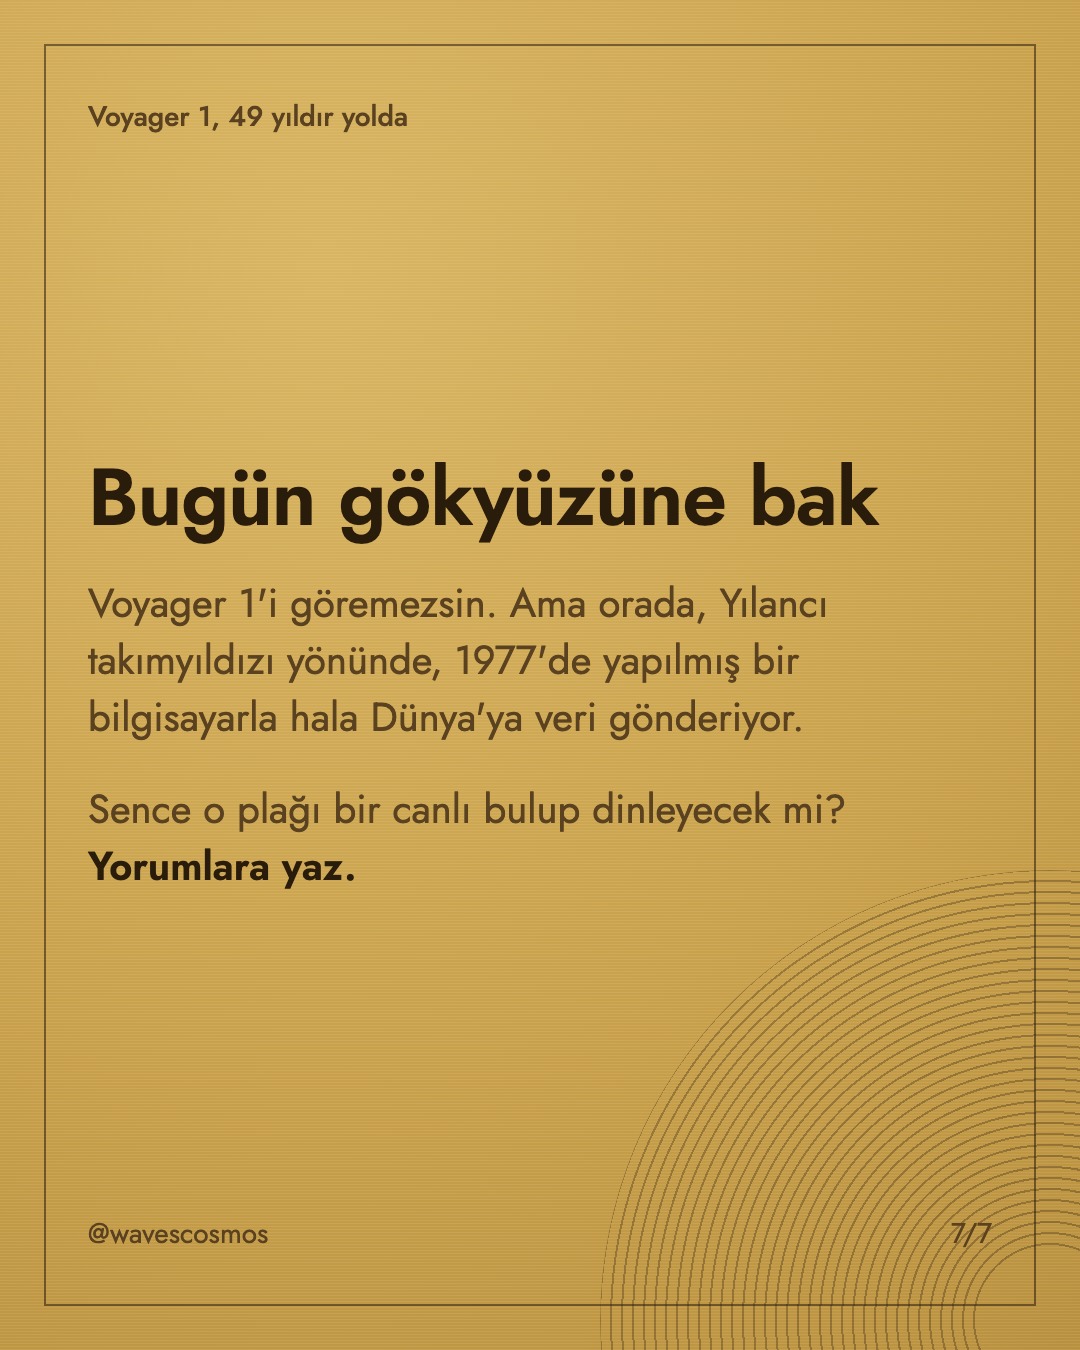 Voyager 1, 49 yıldır yolda
Bugün gökyüzüne bak
Voyager 1'i göremezsin. Ama orada, Yılancı
takımyıldızı yönünde, 1977'de yapılmış bir
bilgisayarla hala Dünya'ya veri gönderiyor.
Sence o plağı bir canlı bulup dinleyecek mi?
Yorumlara yaz.
@wavescosmos
7/7